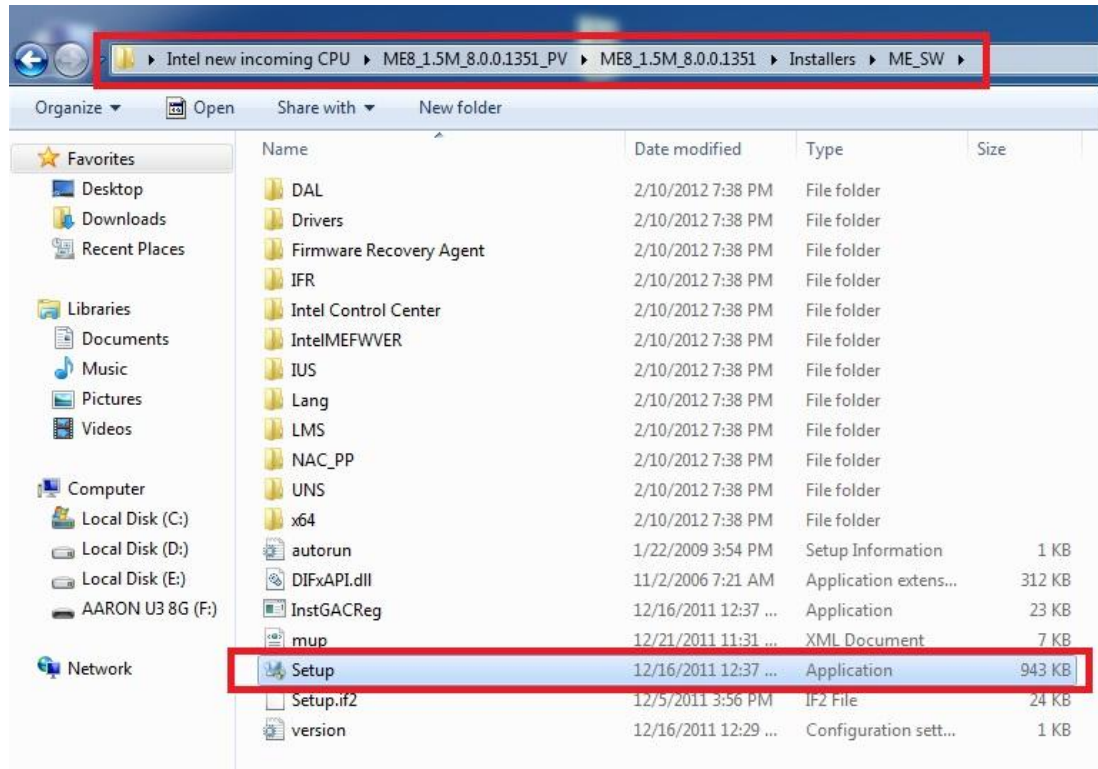 Intel new incoming CPU ME8_1.5M_8.0.0.1351_PV ME8_1.5M_8.0.0.1351 Installers ME_SW
Organize Open Share with New folder
Name Date modified Type Size
Favorites
Desktop
Downloads
Recent Places
Libraries
Documents
Music
Pictures
Videos
Computer
Local Disk (C:)
Local Disk (D:)
Local Disk (E:)
AARON U3 8G (F:)
Network
DAL 2/10/2012 7:38 PM File folder
Drivers 2/10/2012 7:38 PM File folder
Firmware Recovery Agent 2/10/2012 7:38 PM File folder
IFR 2/10/2012 7:38 PM File folder
Intel Control Center 2/10/2012 7:38 PM File folder
IntelMEFWVER 2/10/2012 7:38 PM File folder
IUS 2/10/2012 7:38 PM File folder
Lang 2/10/2012 7:38 PM File folder
LMS 2/10/2012 7:38 PM File folder
NAC_PP 2/10/2012 7:38 PM File folder
UNS 2/10/2012 7:38 PM File folder
x64 2/10/2012 7:38 PM File folder
autorun 1/22/2009 3:54 PM Setup Information 1 KB
DIFxAPI.dll 11/2/2006 7:21 AM Application extens... 312 KB
InstGACReg 12/16/2011 12:37 ... Application 23 KB
mup 12/21/2011 11:31 ... XML Document 7 KB
Setup 12/16/2011 12:37 ... Application 943 KB
Setup.if2 12/5/2011 3:56 PM IF2 File 24 KB
version 12/16/2011 12:29 ... Configuration sett... 1 KB